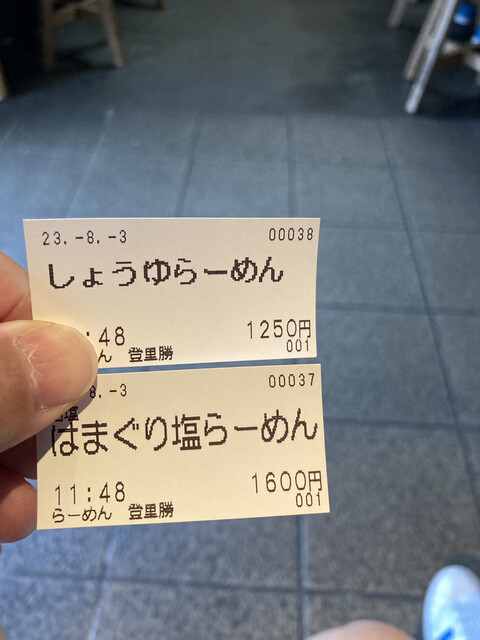 23.-8.-3 00038
しょうゆらーめん
:48 1250円
ん 登里勝 001
8.-3 00037
塩
はまぐり塩らーめん
11:48 1600円
らーめん 登里勝 001